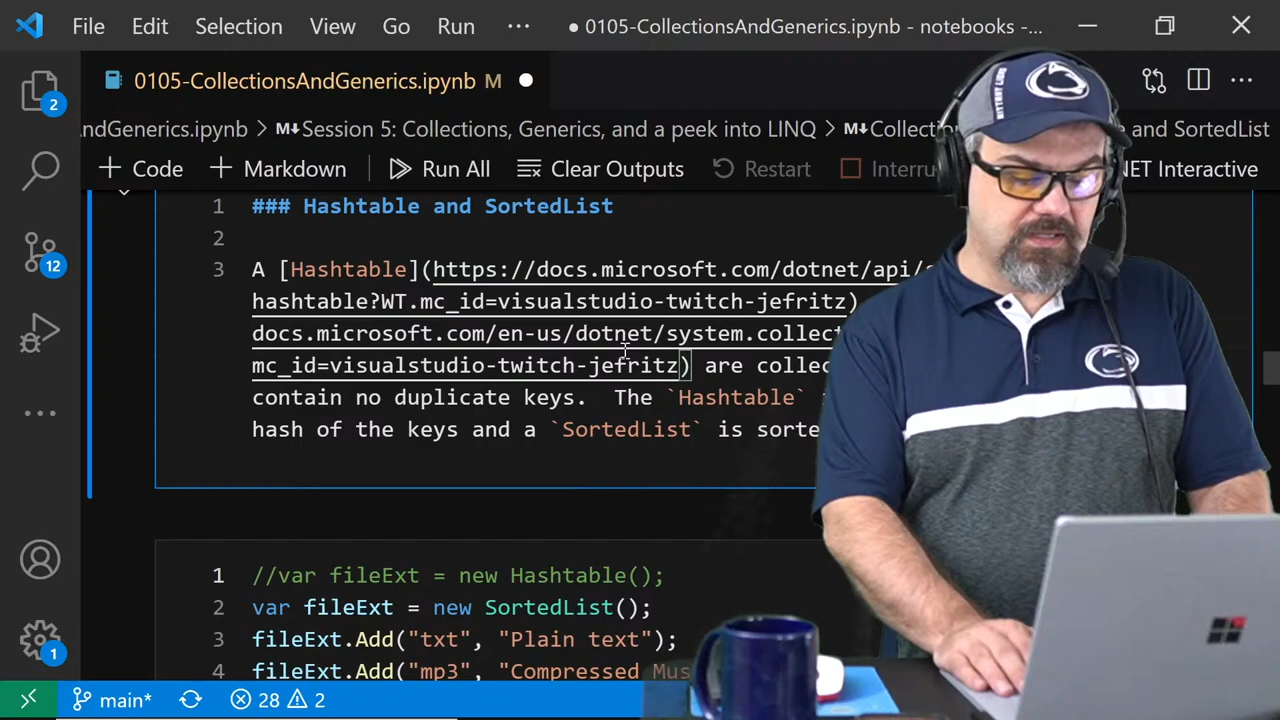 File Edit Selection View Go Run ··· ● 0105-CollectionsAndGenerics.ipynb - notebooks -...
0105-CollectionsAndGenerics.ipynb M
AndGenerics.ipynb > M↓Session 5: Collections, Generics, and a peek into LINQ > M↓Collection and SortedList
+ Code + Markdown Run All Clear Outputs Restart NET Interactive
1 ### Hashtable and SortedList
2
3 A [Hashtable](https://docs.microsoft.com/dotnet/api/
hashtable?WT.mc_id=visualstudio-twitch-jefritz)
docs.microsoft.com/en-us/dotnet/system.collect
mc_id=visualstudio-twitch-jefritz) are
contain no duplicate keys. The `Hashtable`
hash of the keys and a `SortedList` is
1 //var fileExt = new Hashtable();
2 var fileExt = new SortedList();
3 fileExt.Add("txt", "Plain text");
4 fileExt.Add("mp3", "Compressed Mus
2
12
1
main* 28 2